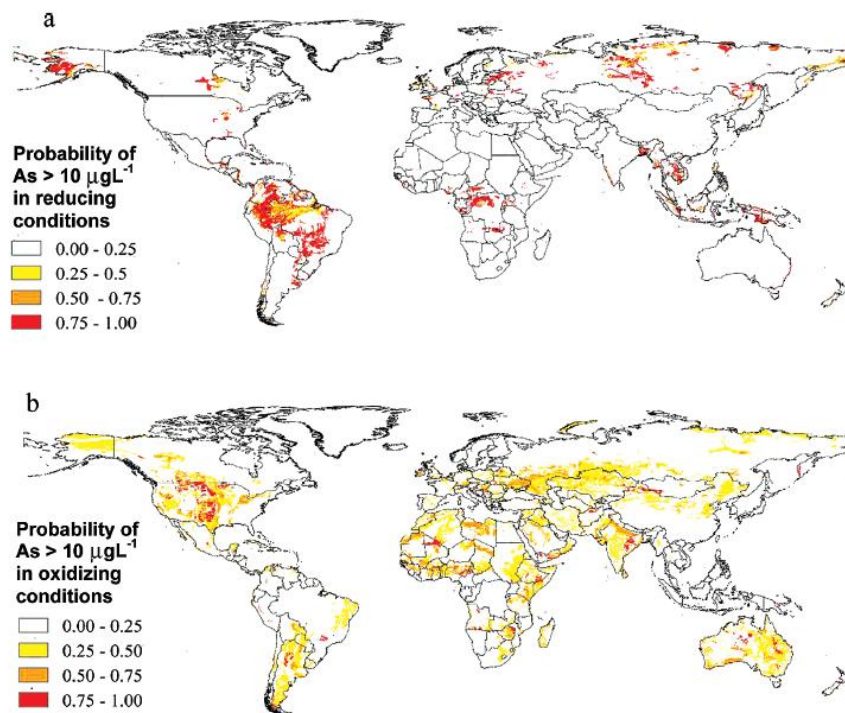 a
Probability of
As > 10 µgL⁻¹
in reducing
conditions
0.00 - 0.25
0.25 - 0.5
0.50 - 0.75
0.75 - 1.00
b
Probability of
As > 10 µgL⁻¹
in oxidizing
conditions
0.00 - 0.25
0.25 - 0.50
0.50 - 0.75
0.75 - 1.00